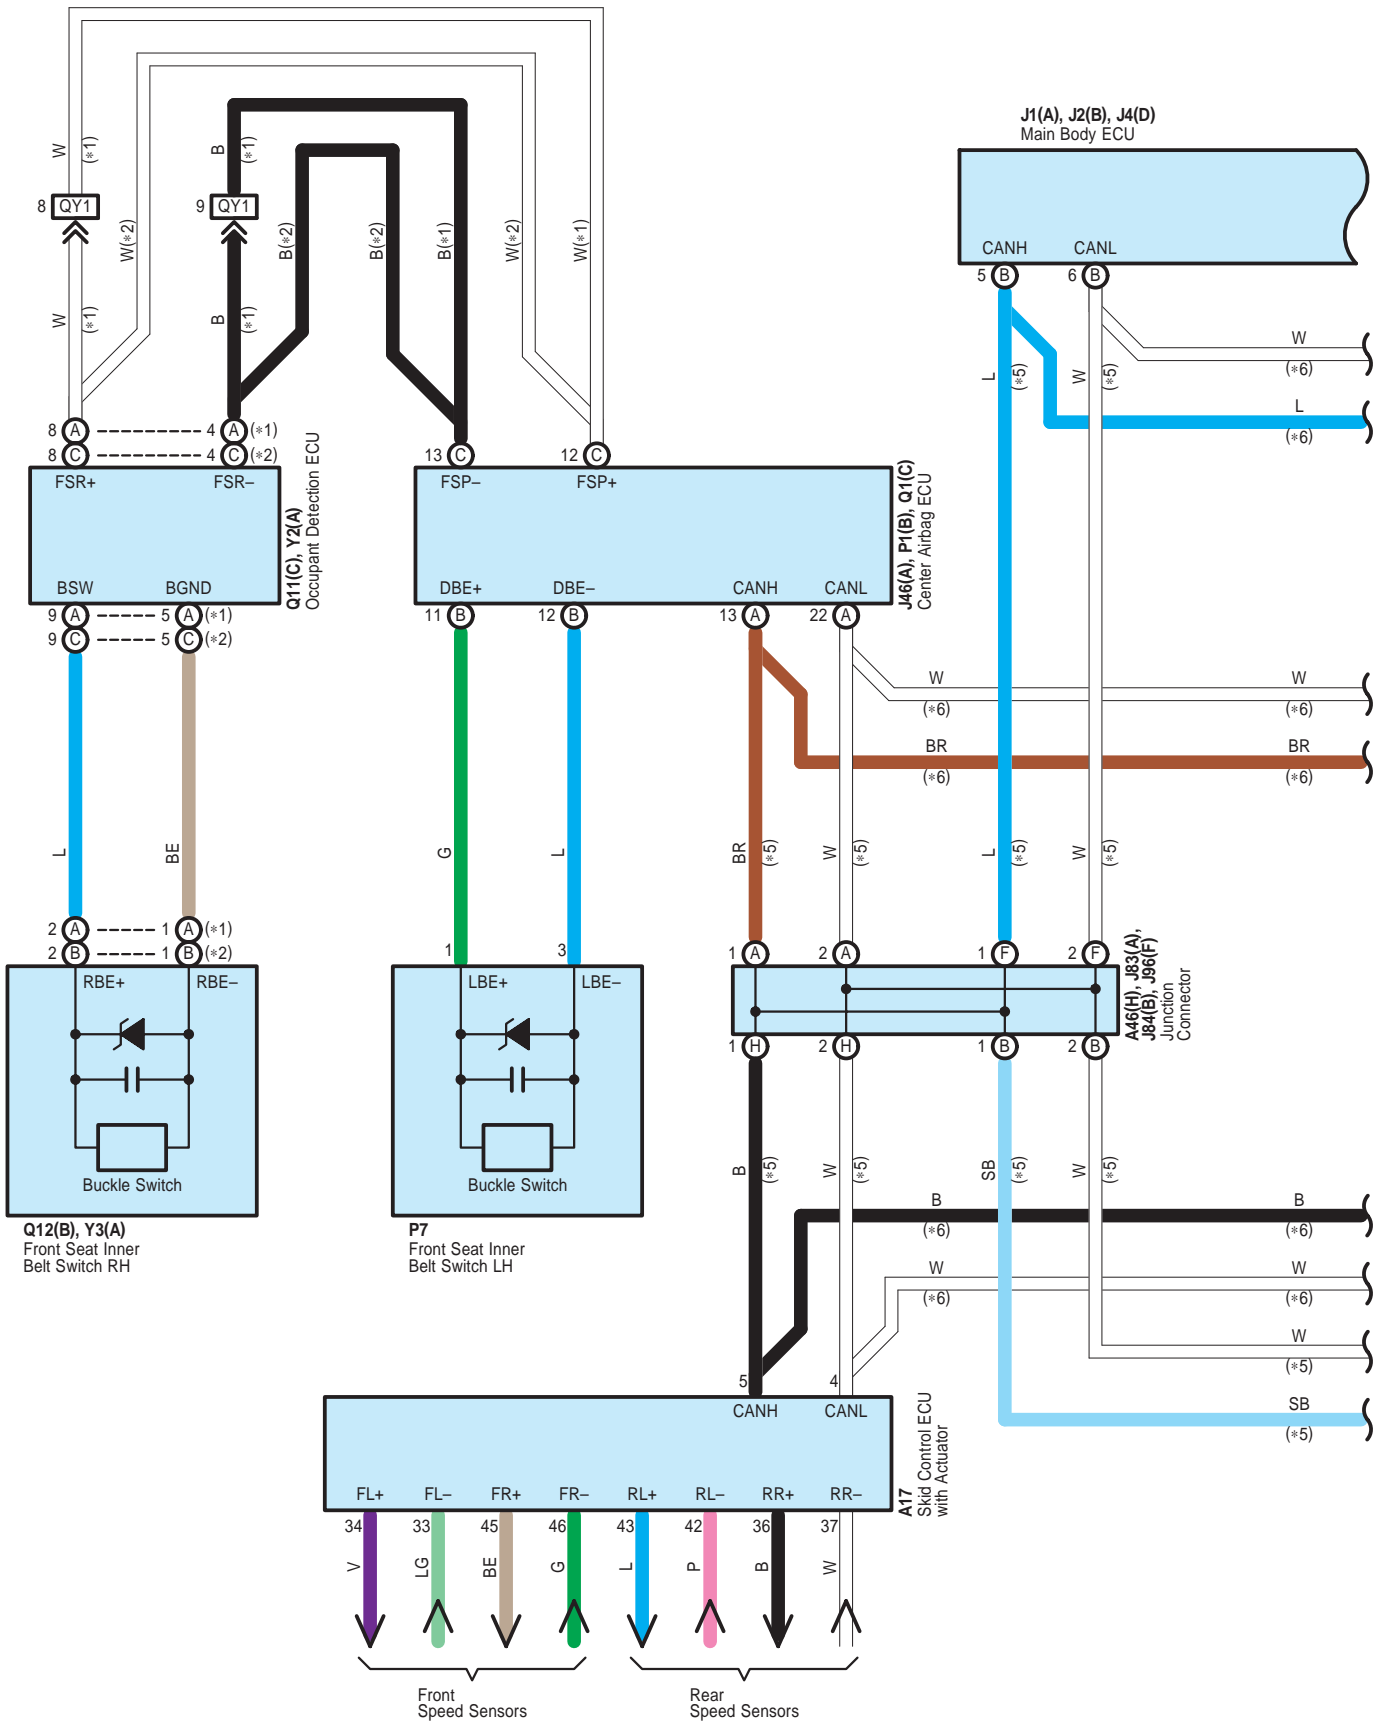 J1(A), J2(B), J4(D)
Main Body ECU
W
(*1)
B
(*1)
8 QY1
9 QY1
W(*2)
B(*2)
B(*2)
B(*1)
W(*2)
W(*1)
CANH
CANL
5 B
6 B
W
(*1)
B
(*1)
W
(*6)
L
(*5)
W
(*5)
L
(*6)
8 A
4 A (*1)
8 C
4 C (*2)
13 C
12 C
FSR+
FSR–
FSP–
FSP+
Q11(C), Y2(A)
Occupant Detection ECU
J46(A), P1(B), Q1(C)
Center Airbag ECU
BSW
BGND
DBE+
DBE–
CANH
CANL
9 A
5 A (*1)
9 C
5 C (*2)
11 B
12 B
13 A
22 A
W
(*6)
W
(*6)
BR
(*6)
BR
(*6)
L
BE
G
L
BR
(*5)
W
(*5)
L
(*5)
W
(*5)
2 A
1 A (*1)
2 B
1 B (*2)
1
3
1 A
2 A
1 F
2 F
RBE+
RBE–
LBE+
LBE–
A46(H), J83(A),
J84(B), J96(F)
Junction
Connector
1 H
2 H
1 B
2 B
Buckle Switch
Buckle Switch
B
(*5)
W
(*5)
SB
(*5)
W
(*5)
Q12(B), Y3(A)
Front Seat Inner
Belt Switch RH
P7
Front Seat Inner
Belt Switch LH
B
(*6)
B
(*6)
W
(*6)
W
(*6)
W
(*5)
5
4
SB
(*5)
CANH
CANL
A17
Skid Control ECU
with Actuator
FL+
FL–
FR+
FR–
RL+
RL–
RR+
RR–
34
33
45
46
43
42
36
37
V
LG
BE
G
L
P
B
W
Front
Speed Sensors
Rear
Speed Sensors